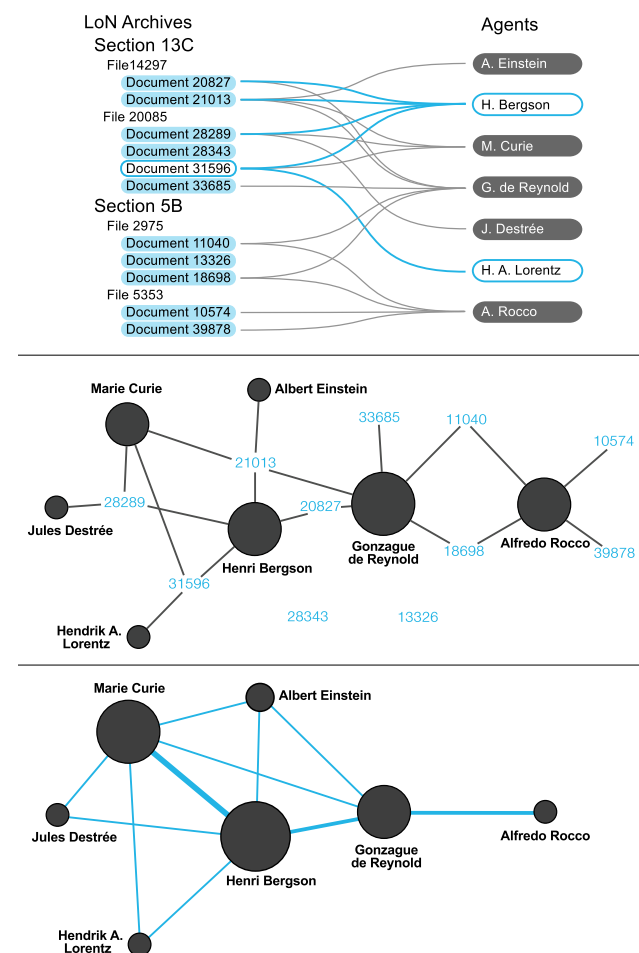 LoN Archives
Agents
Section 13C
File14297
A. Einstein
Document 20827
Document 21013
H. Bergson
File 20085
Document 28289
M. Curie
Document 28343
Document 31596
Document 33685
G. de Reynold
Section 5B
File 2975
J. Destrée
Document 11040
Document 13326
H. A. Lorentz
Document 18698
File 5353
Document 10574
A. Rocco
Document 39878
Marie Curie
Albert Einstein
33685
11040
10574
21013
28289
20827
Jules Destrée
Henri Bergson
Gonzague
de Reynold
18698
Alfredo Rocco
39878
31596
28343
13326
Hendrik A.
Lorentz
Marie Curie
Albert Einstein
Jules Destrée
Gonzague
de Reynold
Alfredo Rocco
Henri Bergson
Hendrik A.
Lorentz